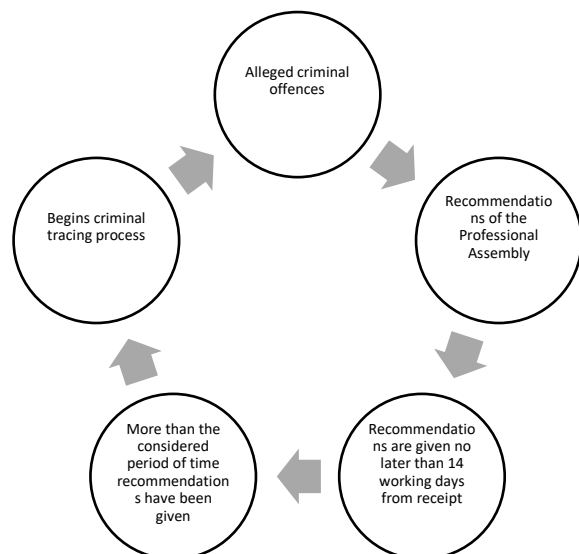 Alleged criminal
offences
Recommendatio
ns of the
Professional
Assembly
Recommendatio
ns are given no
later than 14
working days
from receipt
More than the
considered
period of time
recommendation
s have been
given
Begins criminal
tracing process